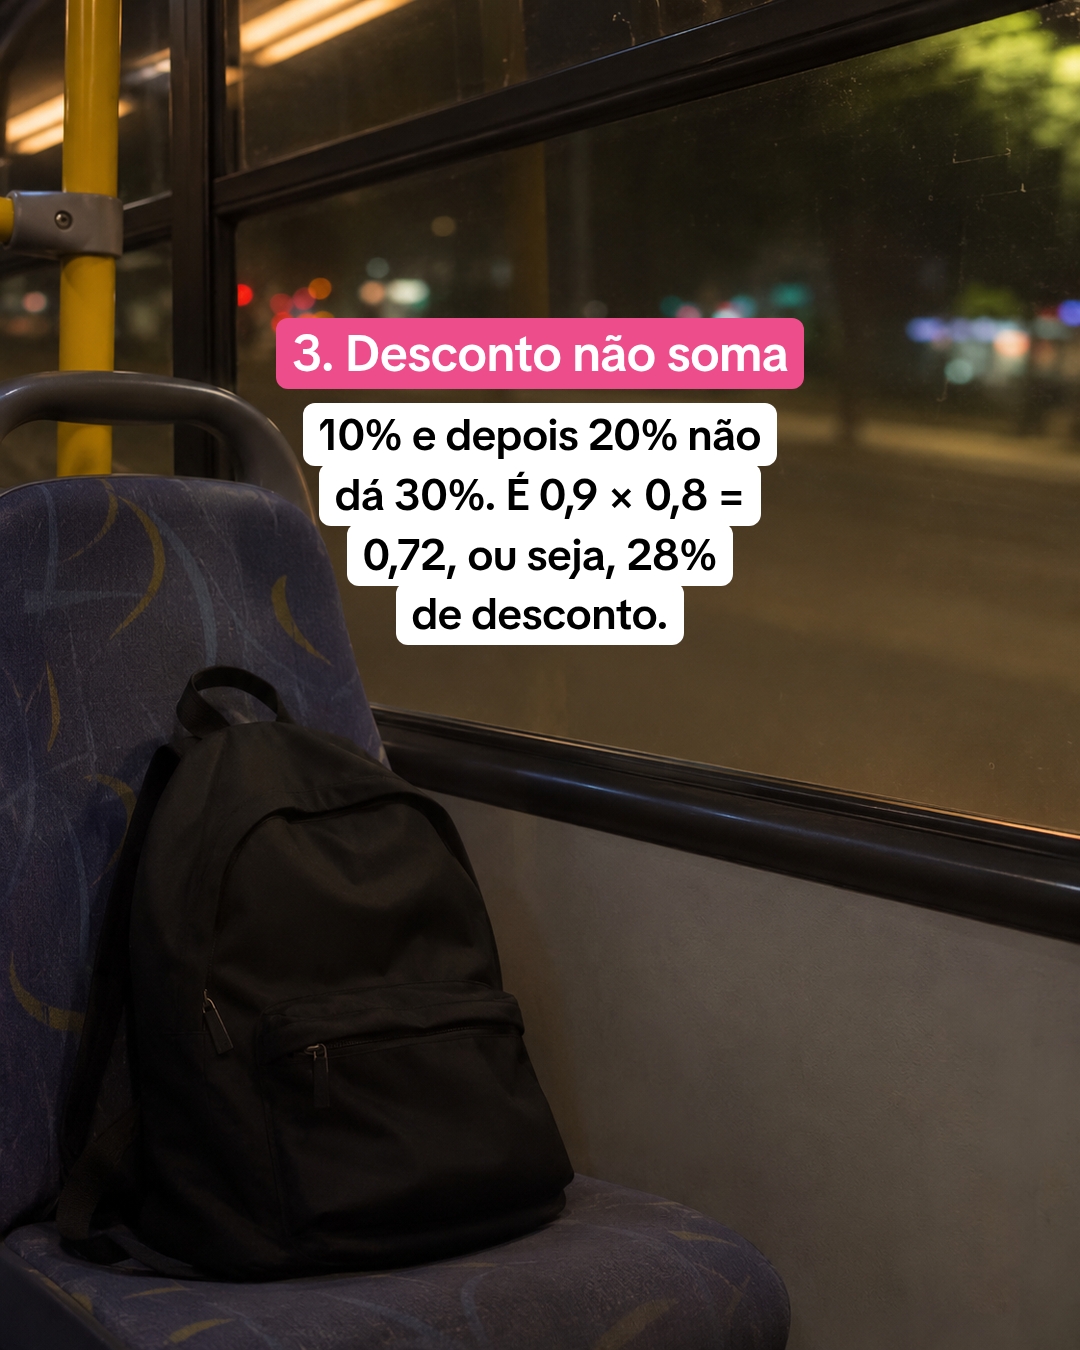 3. Desconto não soma
10% e depois 20% não
dá 30%. É 0,9 × 0,8 =
0,72, ou seja, 28%
de desconto.